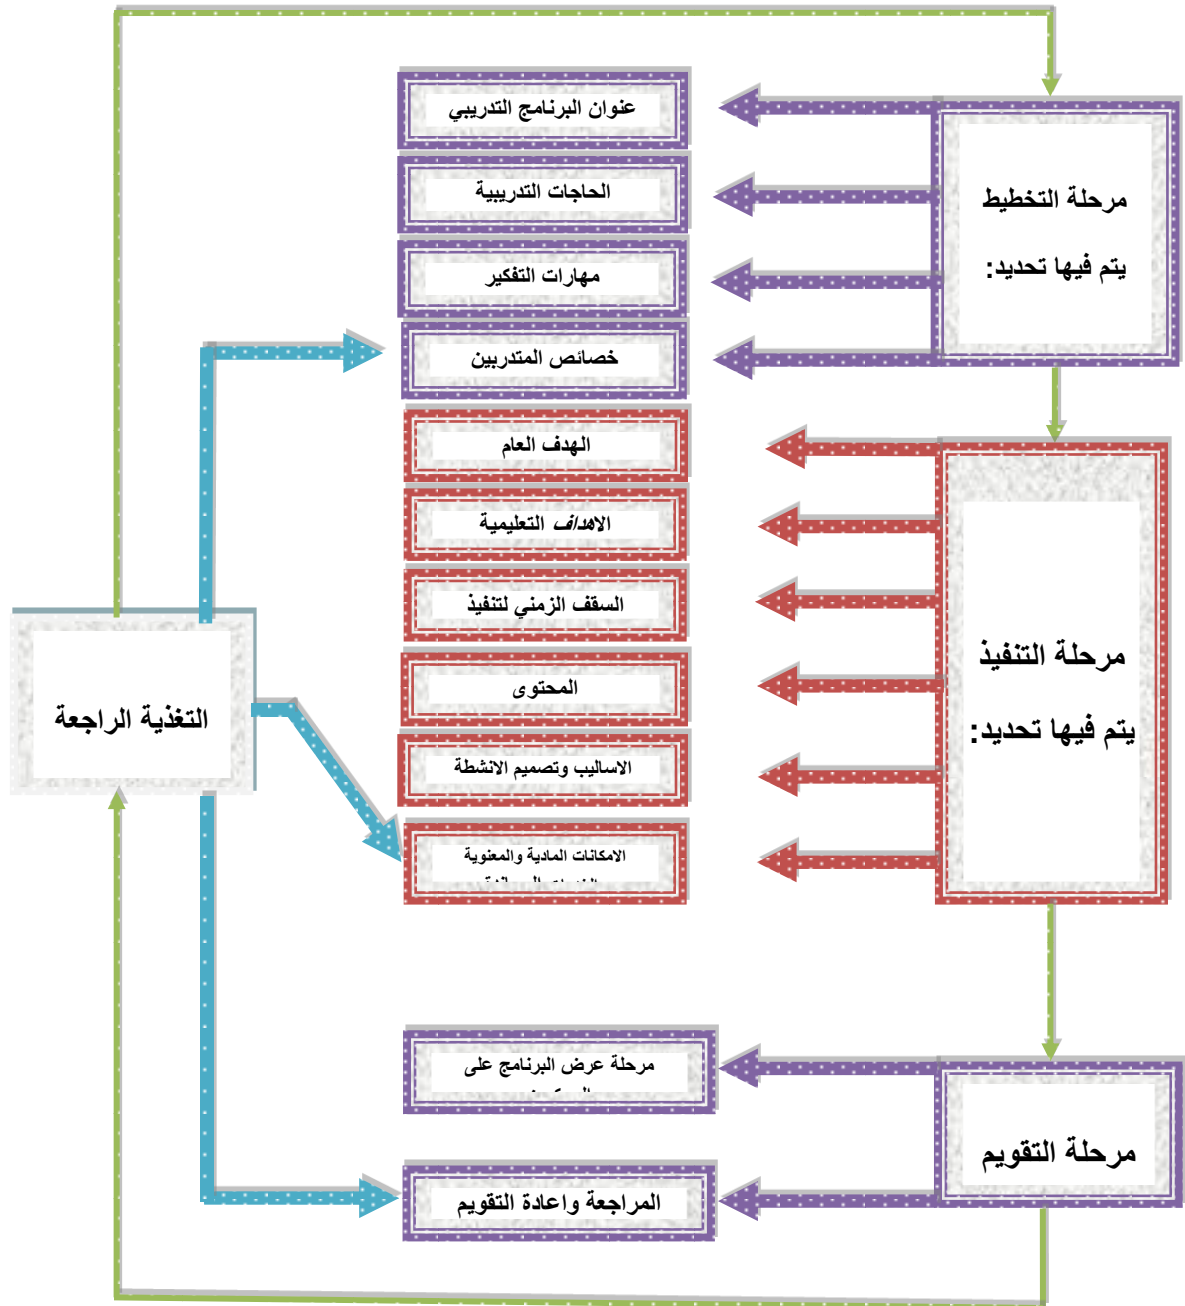 مرحلة التخطيط
يتم فيها تحديد:
عنوان البرنامج التدريبي
الحاجات التدريبية
مهارات التفكير
خصائص المتدربين
مرحلة التنفيذ
يتم فيها تحديد:
الهدف العام
الاهداف التعليمية
السقف الزمني لتنفيذ
المحتوى
الاساليب وتصميم الانشطة
الامكانات المادية والمعنوية
مرحلة التقويم
مرحلة عرض البرنامج على
المراجعة واعادة التقويم
التغذية الراجعة